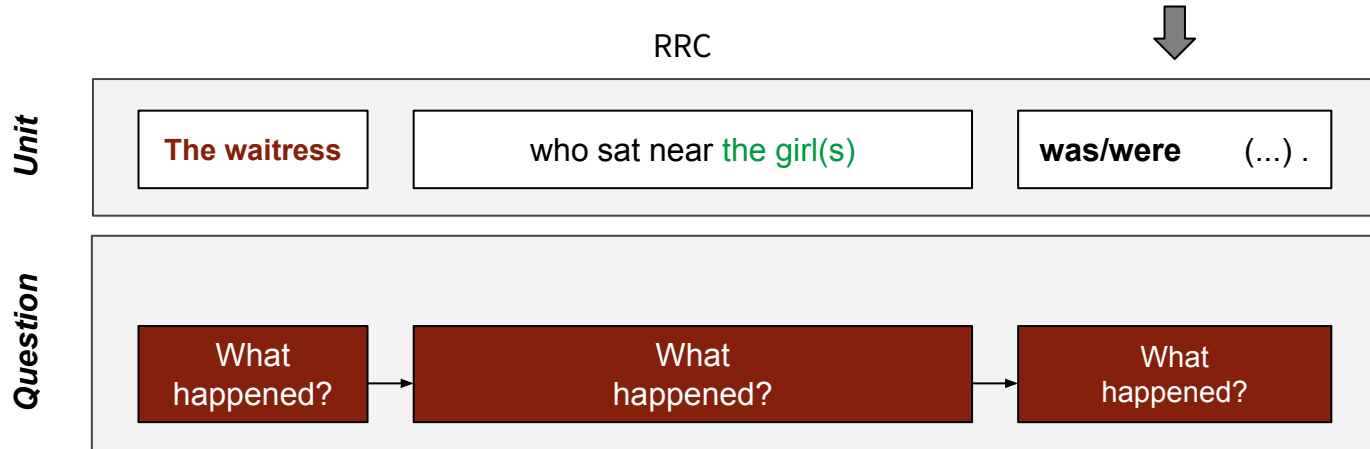 RRC
Unit
The waitress who sat near the girl(s) was/were (...) .
Question
What happened?
What happened?
What happened?